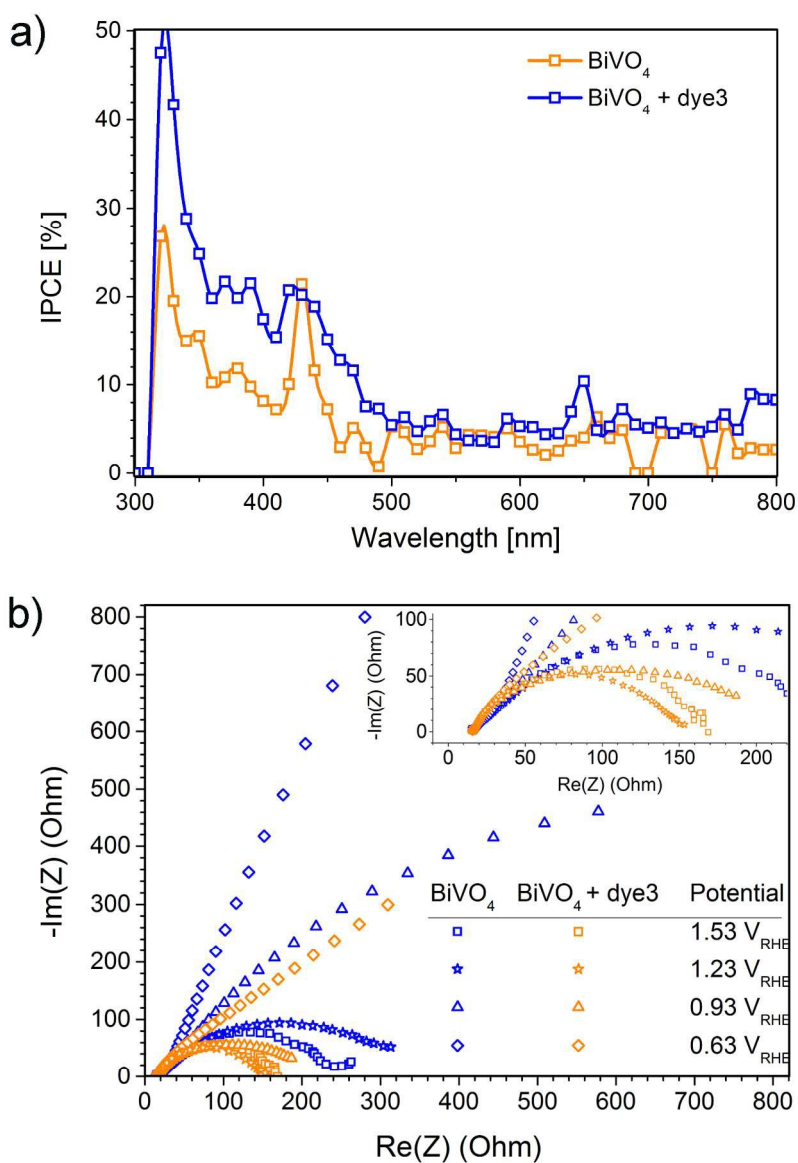 a)
50
40
30
20
10
0
IPCE [%]
BiVO4
BiVO4 + dye3
300 400 500 600 700 800
Wavelength [nm]
b)
800
700
600
500
400
300
200
100
0
-Im(Z) (Ohm)
100
50
0
-Im(Z) (Ohm)
0 50 100 150 200
Re(Z) (Ohm)
BiVO4 BiVO4 + dye3 Potential
1.53 VRHE
1.23 VRHE
0.93 VRHE
0.63 VRHE
0 100 200 300 400 500 600 700 800
Re(Z) (Ohm)